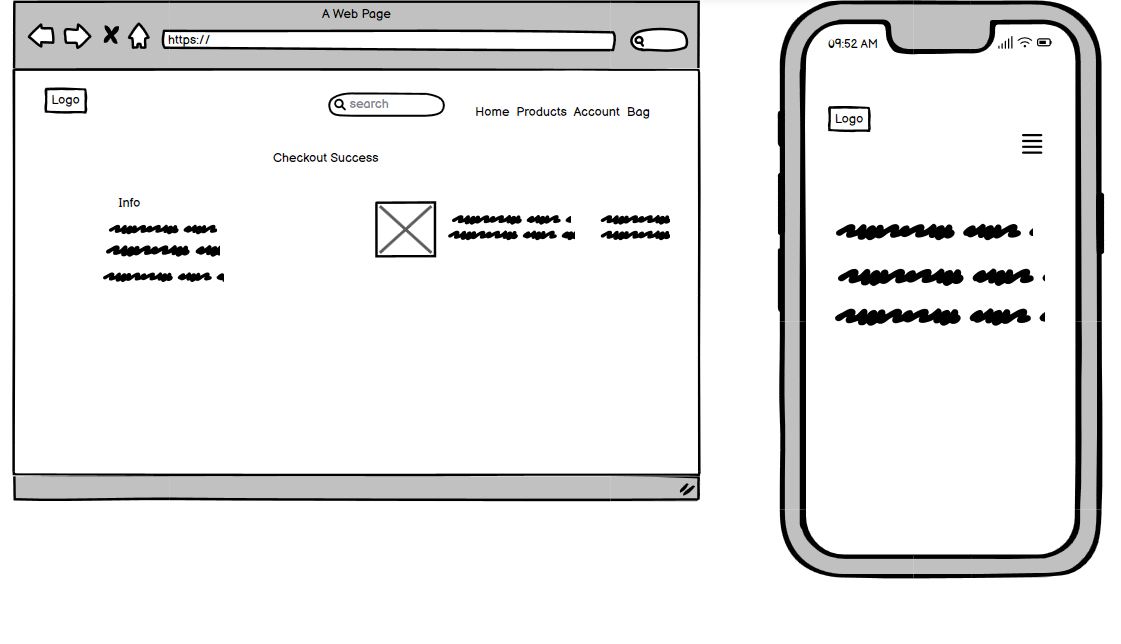 A Web Page
https://
Logo
search
Home Products Account Bag
Checkout Success
Info
09:52 AM
Logo